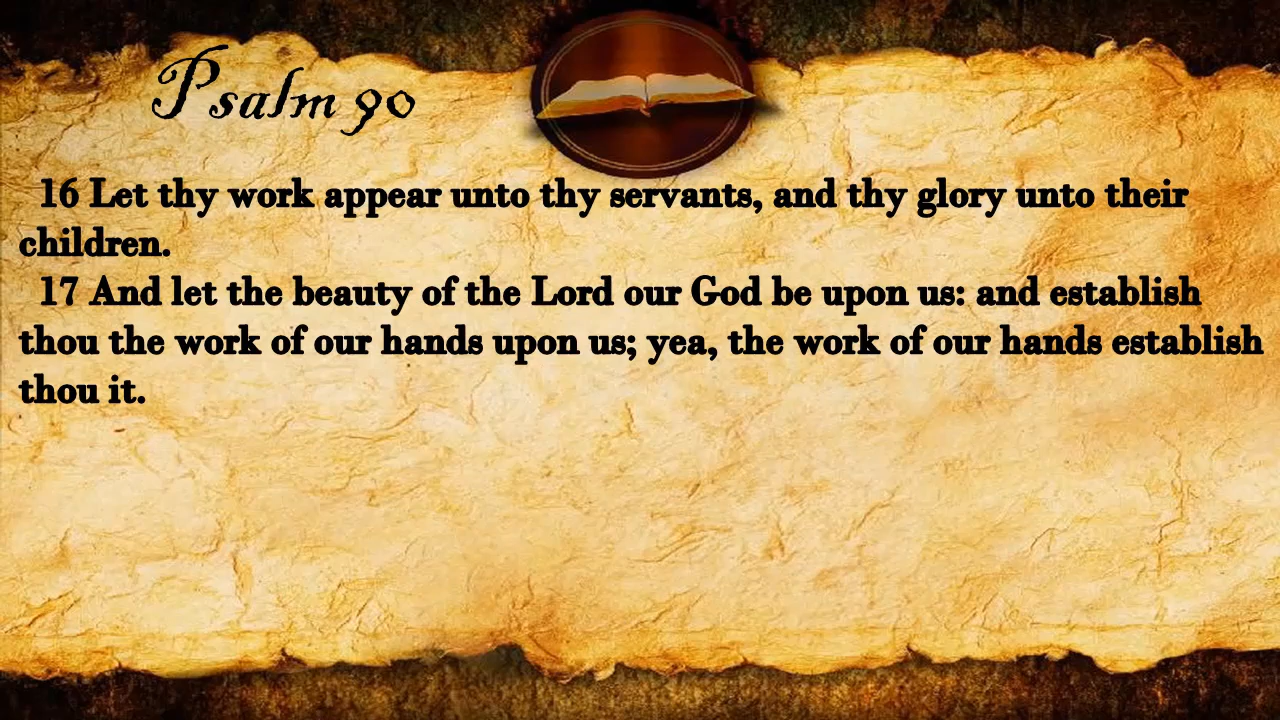 Psalm 90
16 Let thy work appear unto thy servants, and thy glory unto their
children.
17 And let the beauty of the Lord our God be upon us: and establish
thou the work of our hands upon us; yea, the work of our hands establish
thou it.